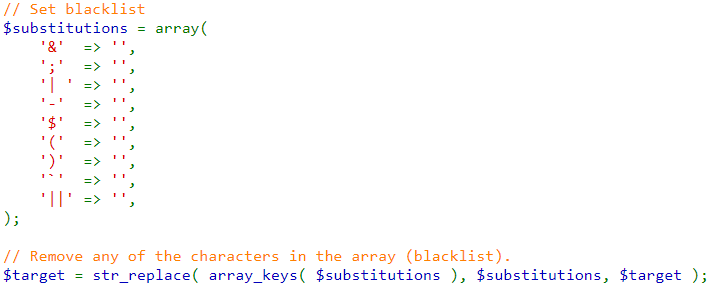 // Set blacklist
$substitutions = array(
    '&'  => '',
    ';'  => '',
    '| ' => '',
    '-'  => '',
    '$'  => '',
    '('  => '',
    ')'  => '',
    '`'  => '',
    '||' => '',
);
// Remove any of the characters in the array (blacklist).
$target = str_replace( array_keys( $substitutions ), $substitutions, $target );